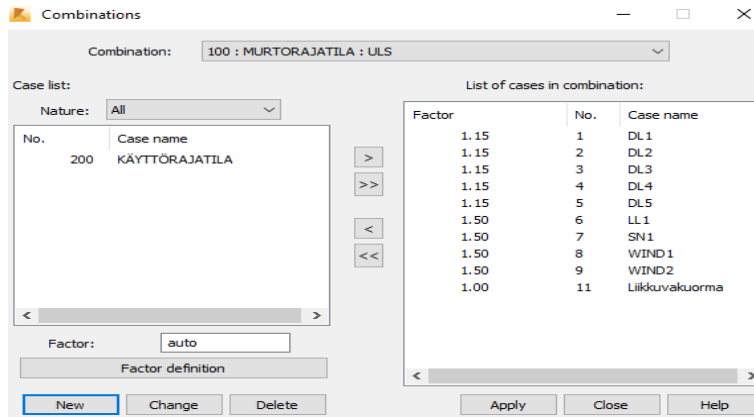 Combinations
Combination: 100 : MURTORAJATILA : ULS
Case list:
Nature: All
No. Case name
200 KÄYTTÖRAJATILA
> 
>>
<
<<
Factor: auto
Factor definition
New Change Delete
List of cases in combination:
Factor No. Case name
1.15 1 DL1
1.15 2 DL2
1.15 3 DL3
1.15 4 DL4
1.15 5 DL5
1.50 6 LL1
1.50 7 SN1
1.50 8 WIND1
1.50 9 WIND2
1.00 11 Liikkuvakuorma
Apply Close Help